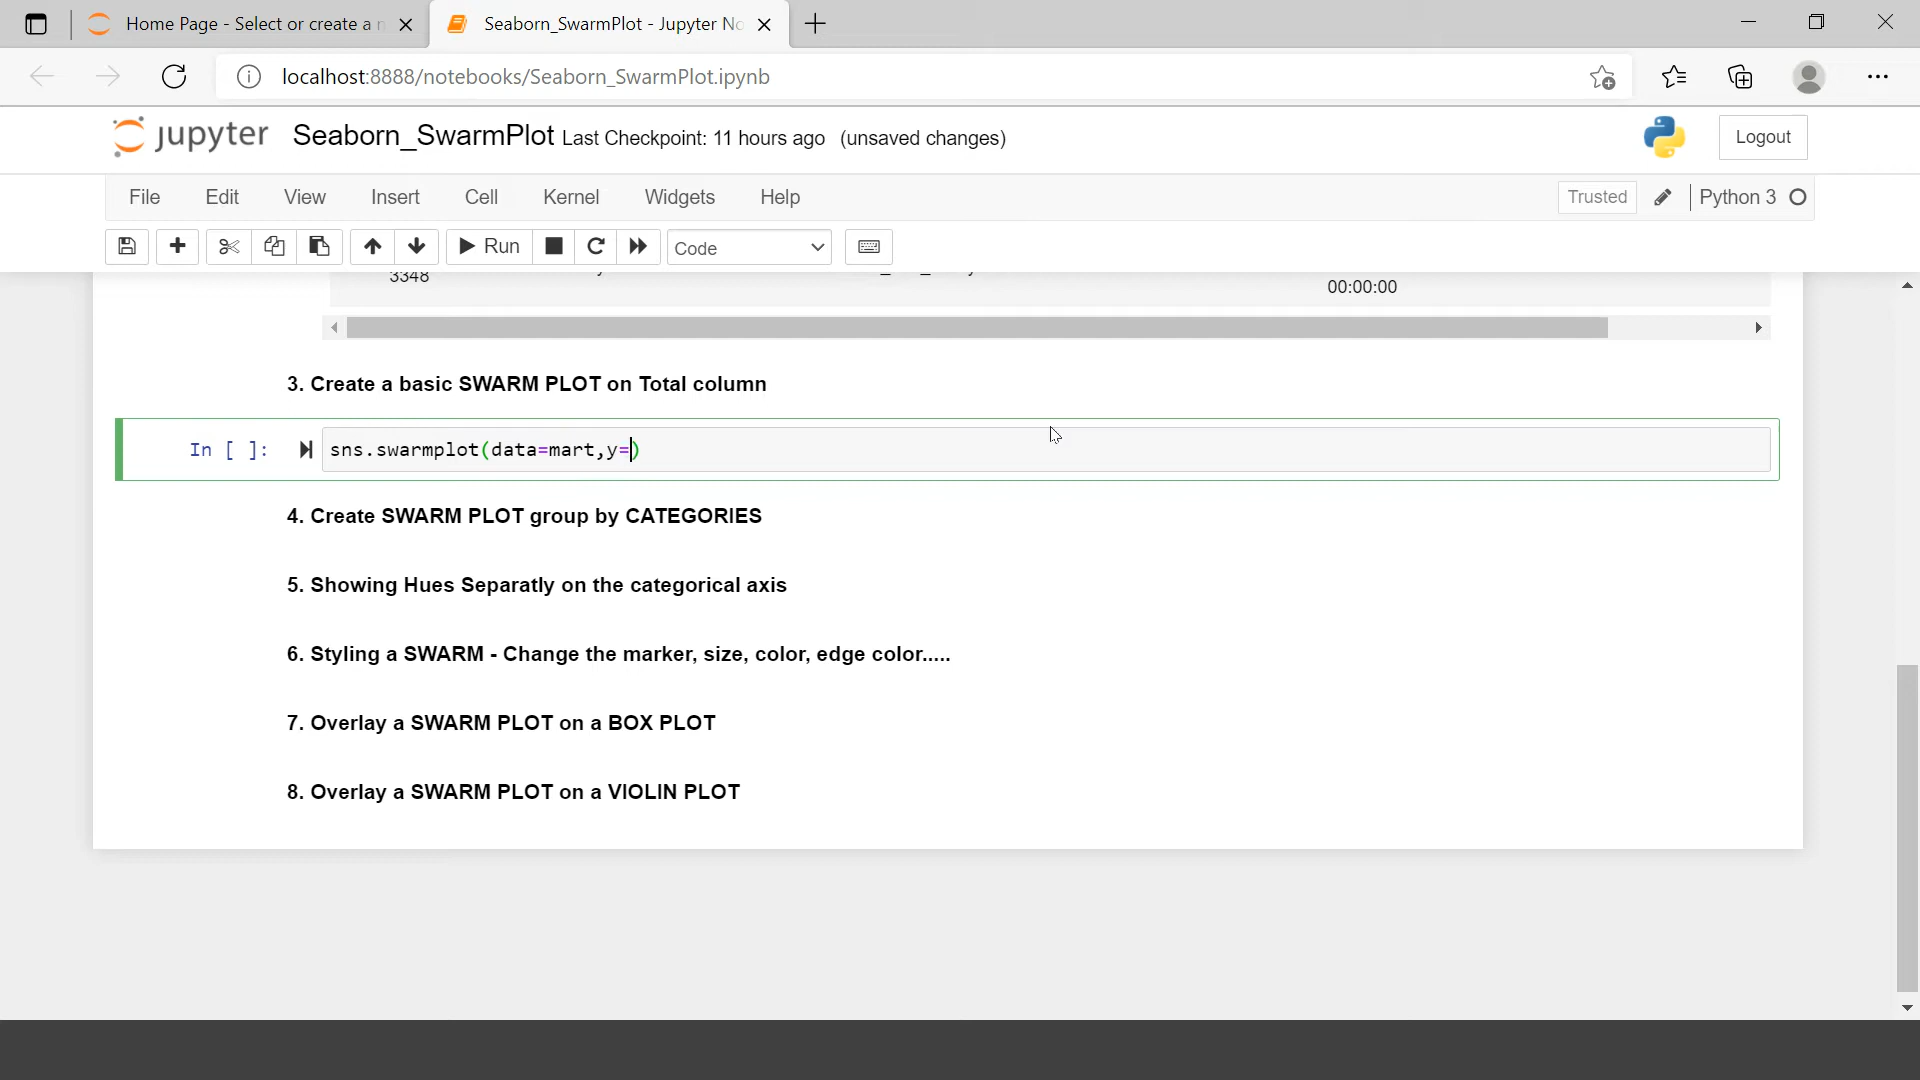 Home Page - Select or create a n
Seaborn_SwarmPlot - Jupyter No
localhost:8888/notebooks/Seaborn_SwarmPlot.ipynb
jupyter Seaborn_SwarmPlot Last Checkpoint: 11 hours ago (unsaved changes)
Logout
File Edit View Insert Cell Kernel Widgets Help
Trusted Python 3
Run Code
3348
00:00:00
3. Create a basic SWARM PLOT on Total column
In [ ]: sns.swarmplot(data=mart,y=)
4. Create SWARM PLOT group by CATEGORIES
5. Showing Hues Separatly on the categorical axis
6. Styling a SWARM - Change the marker, size, color, edge color.....
7. Overlay a SWARM PLOT on a BOX PLOT
8. Overlay a SWARM PLOT on a VIOLIN PLOT